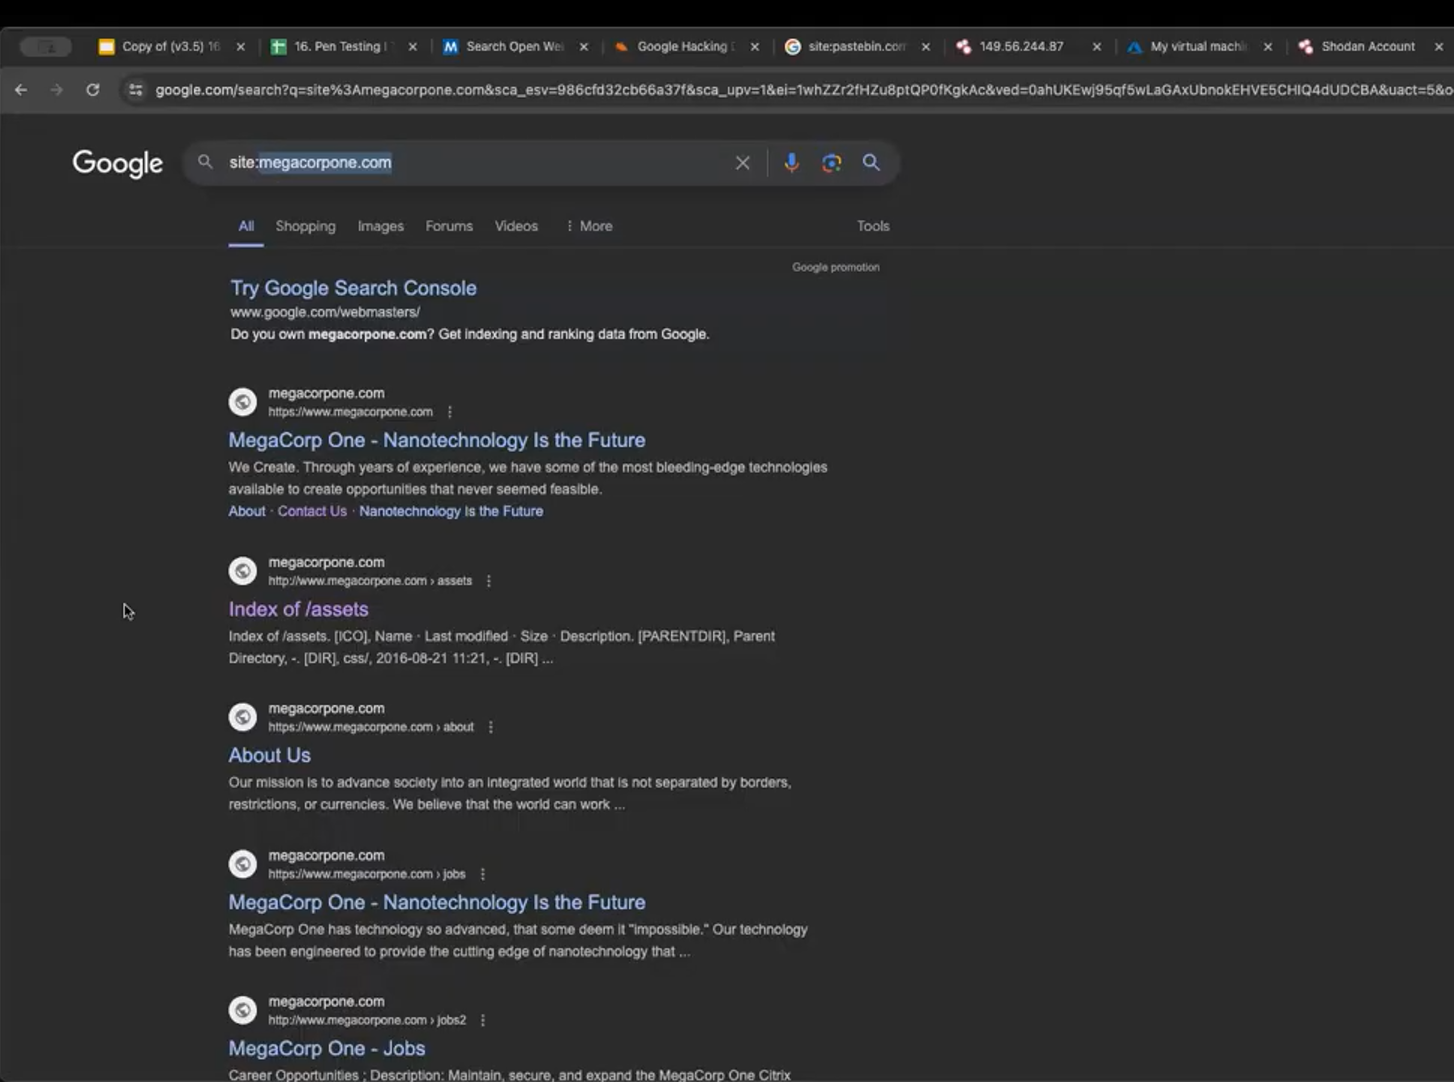 Copy of (v3.5) 16
16. Pen Testing
Search Open We
Google Hacking
site:pastebin.com
149.56.244.87
My virtual machi
Shodan Account
google.com/search?q=site%3Amegacorpone.com&sca_esv=986cfd32cb66a37f&sca_upv=1&ei=1whZZr2fHZu8ptQP0fKgkAc&ved=0ahUKEwj95qf5wLaGAxUbnokEHVE5CHIQ4dUDCBA&uact=5&o
Google
site:megacorpone.com
All
Shopping
Images
Forums
Videos
More
Tools
Google promotion
Try Google Search Console
www.google.com/webmasters/
Do you own megacorpone.com? Get indexing and ranking data from Google.
megacorpone.com
https://www.megacorpone.com
MegaCorp One - Nanotechnology Is the Future
We Create. Through years of experience, we have some of the most bleeding-edge technologies
available to create opportunities that never seemed feasible.
About · Contact Us · Nanotechnology Is the Future
megacorpone.com
http://www.megacorpone.com › assets
Index of /assets
Index of /assets. [ICO], Name · Last modified · Size · Description. [PARENTDIR], Parent
Directory, -. [DIR], css/, 2016-08-21 11:21, -. [DIR] ...
megacorpone.com
https://www.megacorpone.com › about
About Us
Our mission is to advance society into an integrated world that is not separated by borders,
restrictions, or currencies. We believe that the world can work ...
megacorpone.com
https://www.megacorpone.com › jobs
MegaCorp One - Nanotechnology Is the Future
MegaCorp One has technology so advanced, that some deem it "impossible." Our technology
has been engineered to provide the cutting edge of nanotechnology that ...
megacorpone.com
http://www.megacorpone.com › jobs2
MegaCorp One - Jobs
Career Opportunities ; Description: Maintain, secure, and expand the MegaCorp One Citrix